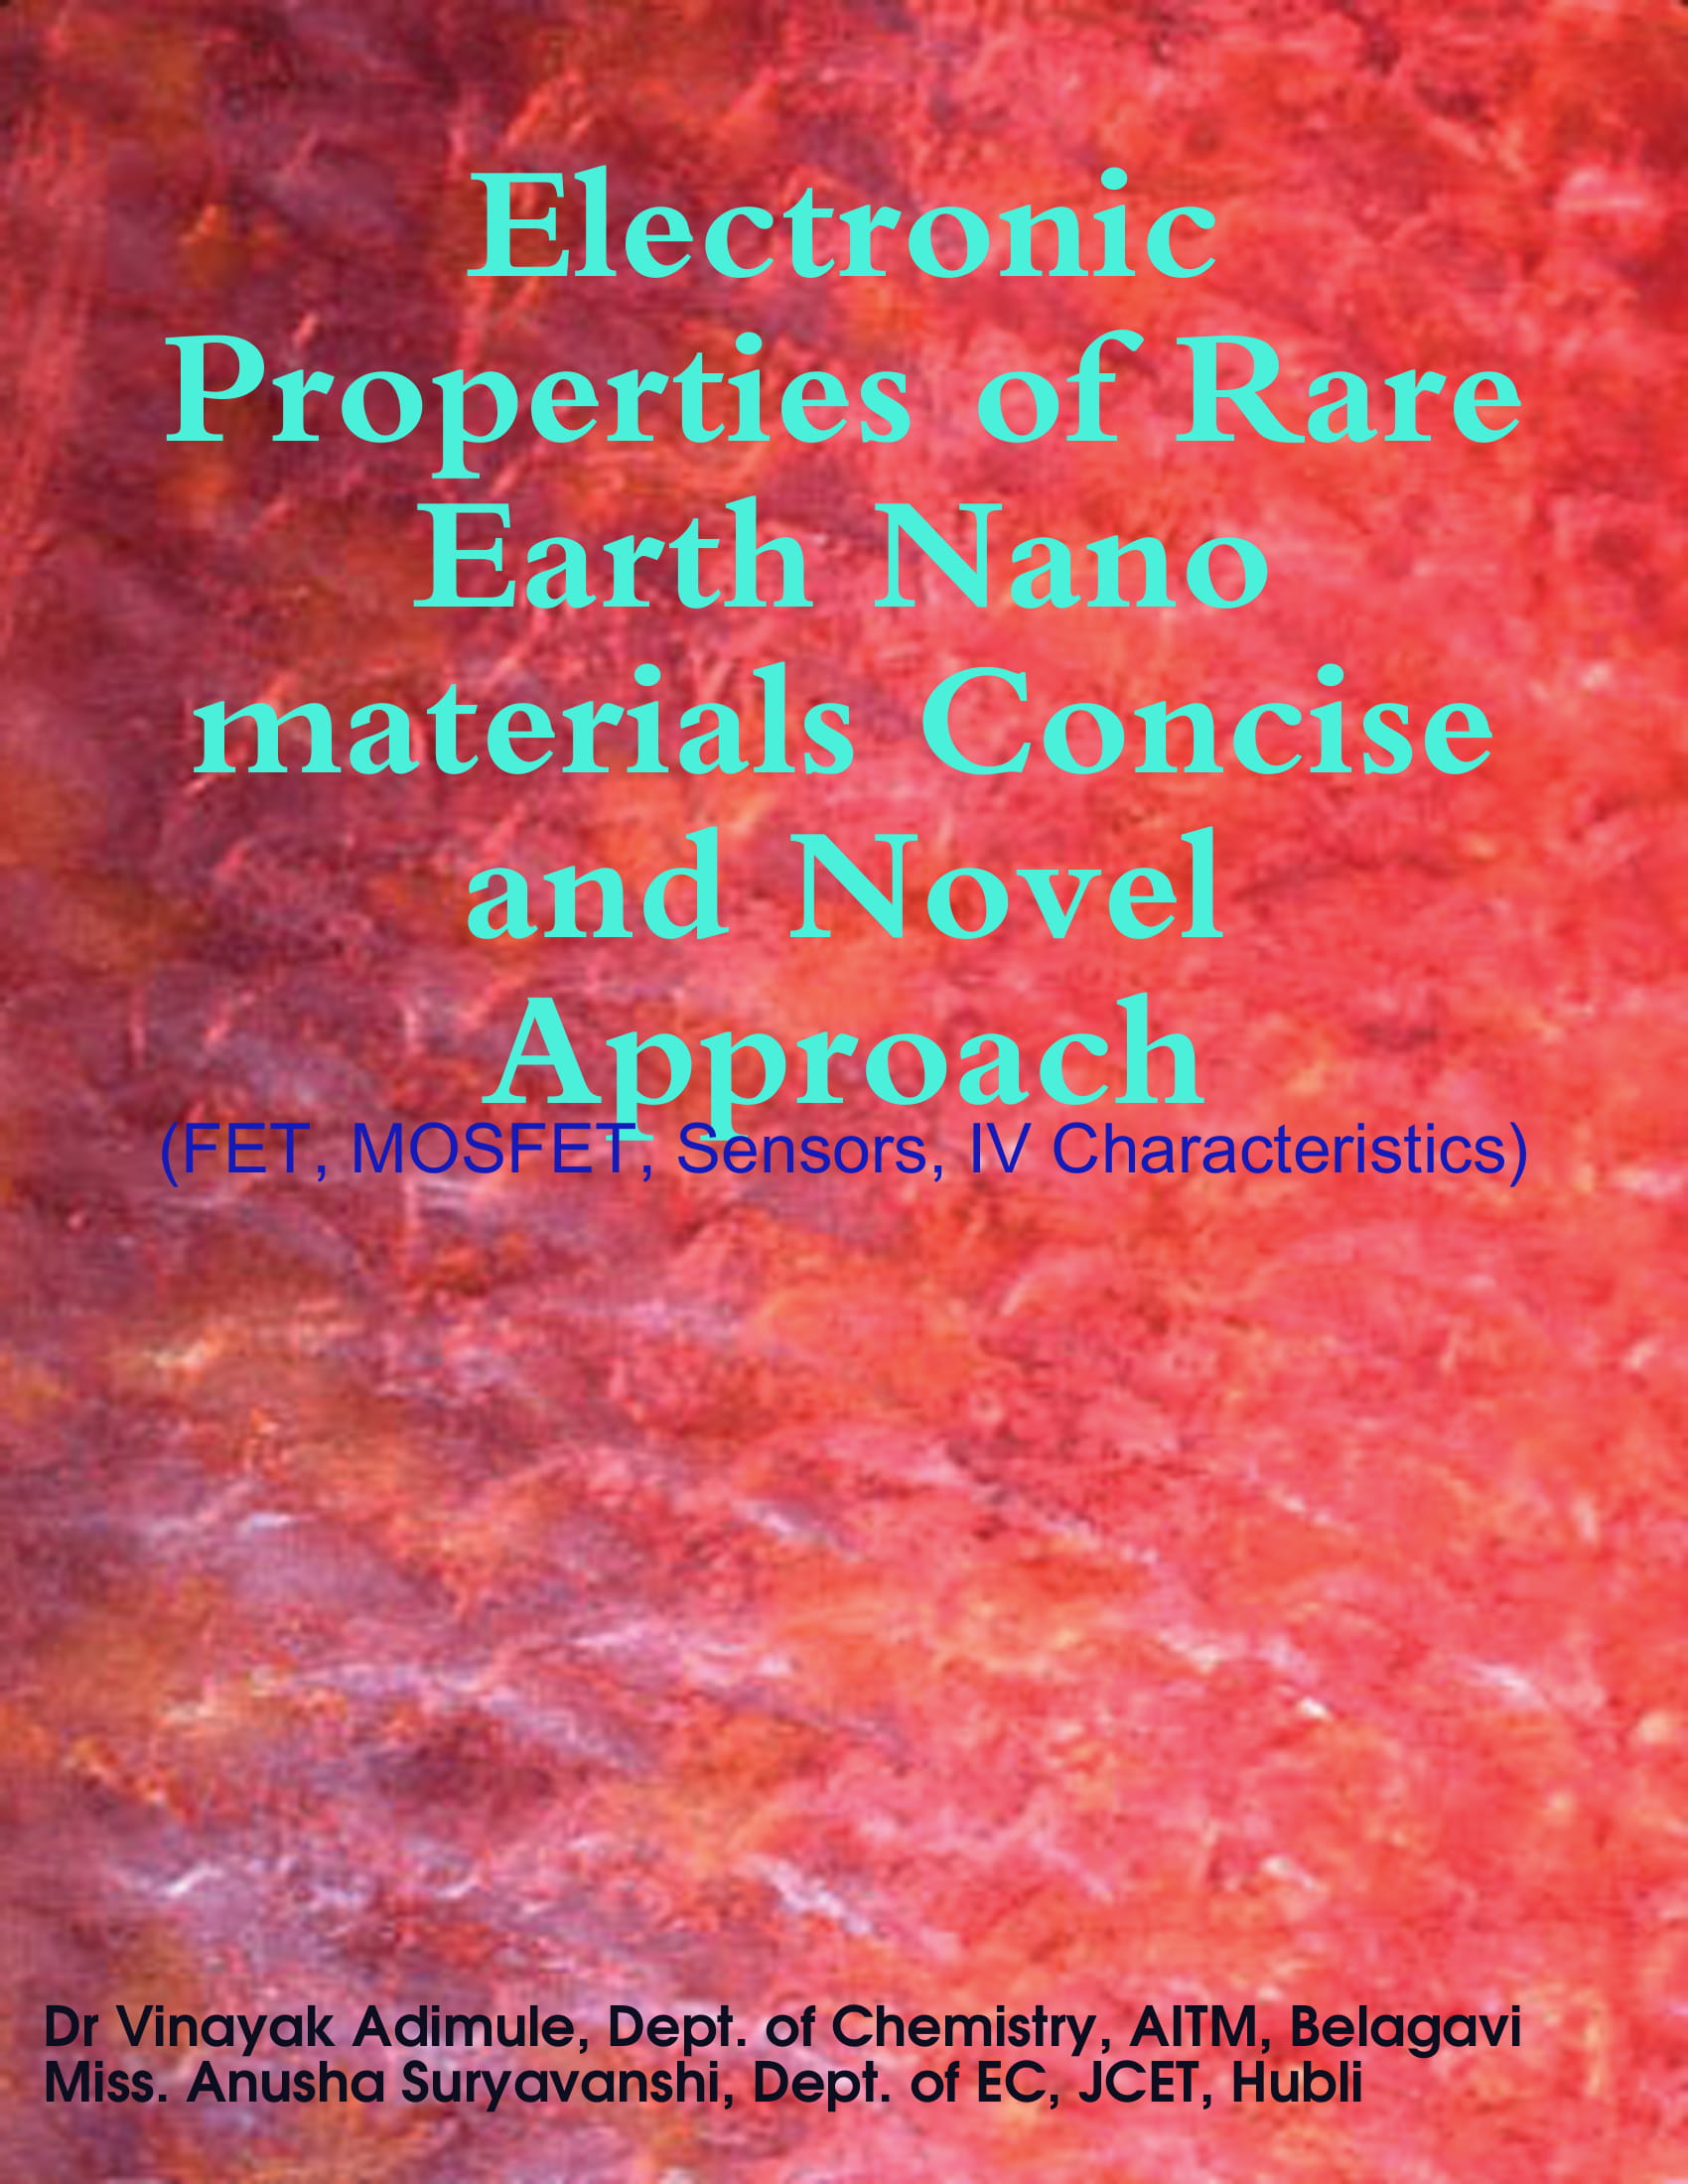 Electronic
Properties of Rare
Earth Nano
materials Concise
and Novel
Approach
(FET, MOSFET, Sensors, IV Characteristics)
Dr Vinayak Adimule, Dept. of Chemistry, AITM, Belagavi
Miss. Anusha Suryavanshi, Dept. of EC, JCET, Hubli